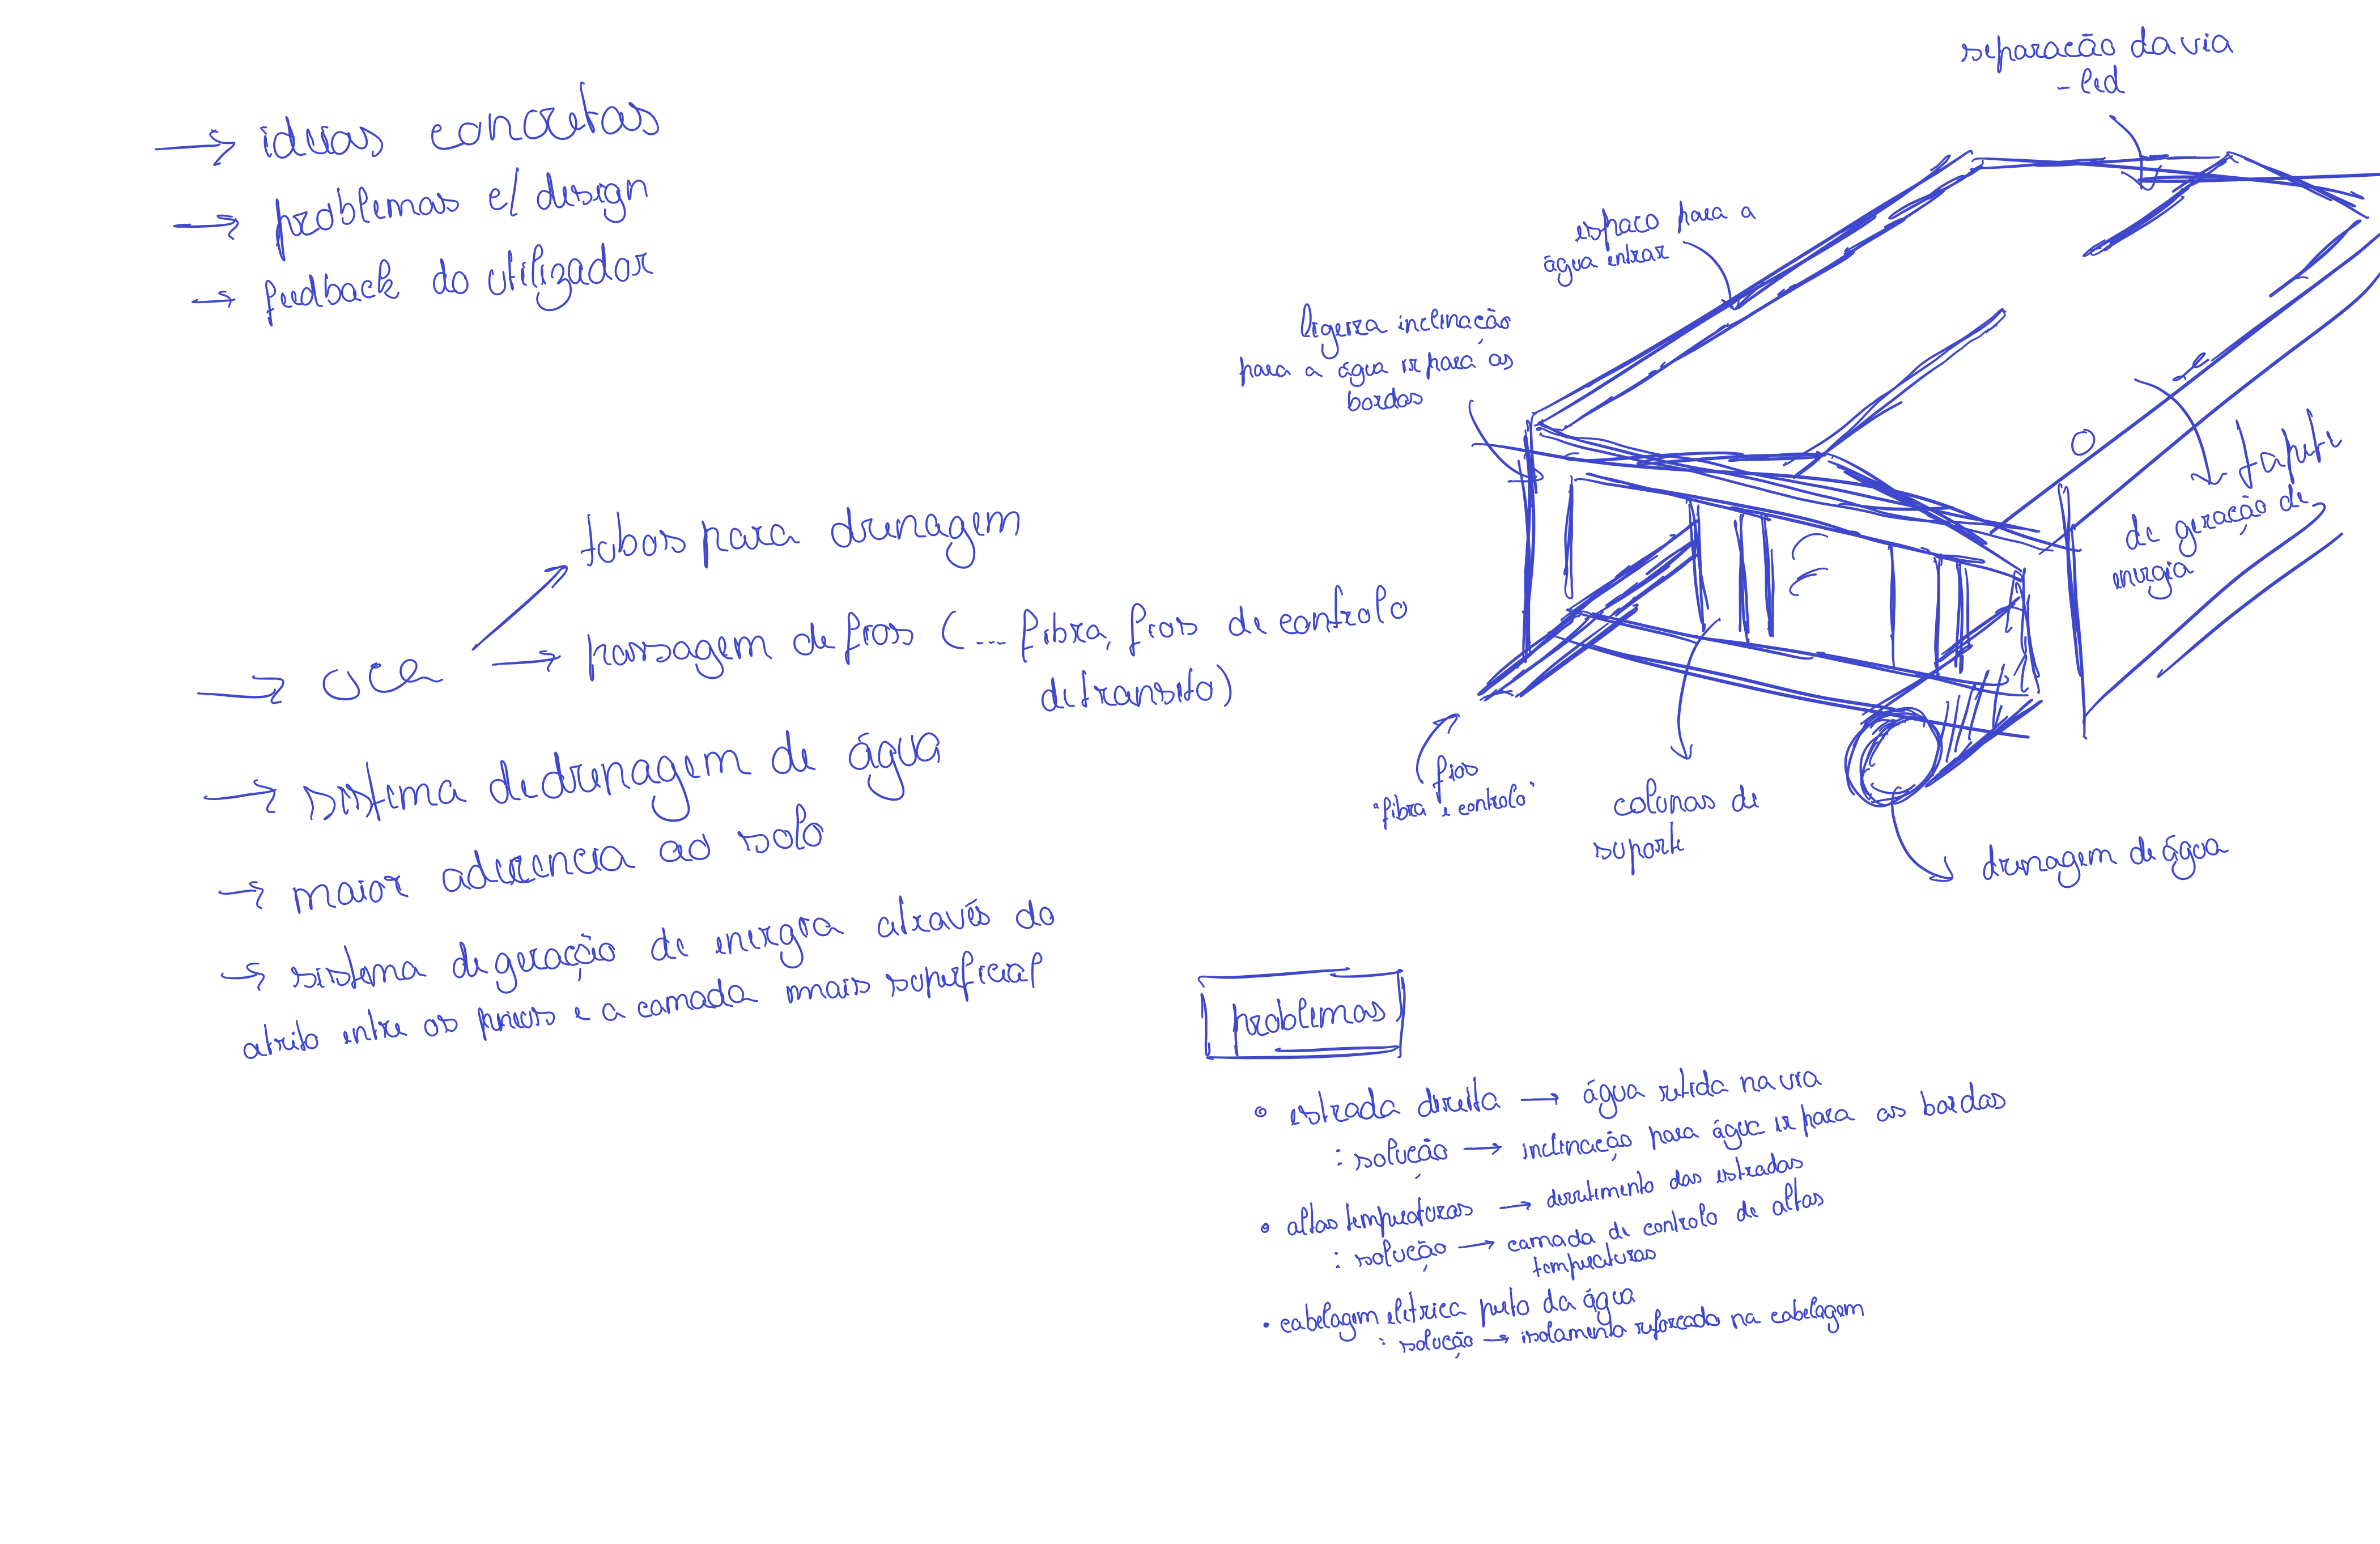 → ideias concretas
→ problemas c/ design
→ feedback do utilizador
tubos para drenagem
→ oca → passagem de fios (... fibra, fios de controlo
de transito)
→ sistema de drenagem de água
→ maior aderencia ao solo
→ sistema de geração de energia através do
atrito entre os pneus e a camada mais superficial
separacão da via
- led
espaco para a
água entrar
ligeira inclinação
para a água ir para as
bordas
tapete
de geração de
energia
fios
"fibra e controlo"
colunas de
suporte
drenagem de água
problemas
• estrada direita → água retida na via
: solução → inclinação para água ir para as bordas
• altas temperaturas → derretimento das estradas
: solução → camada de controlo de altas
temperaturas
• cabelagem eletrica perto da água
: solução → isolamento reforcado na cabelagem